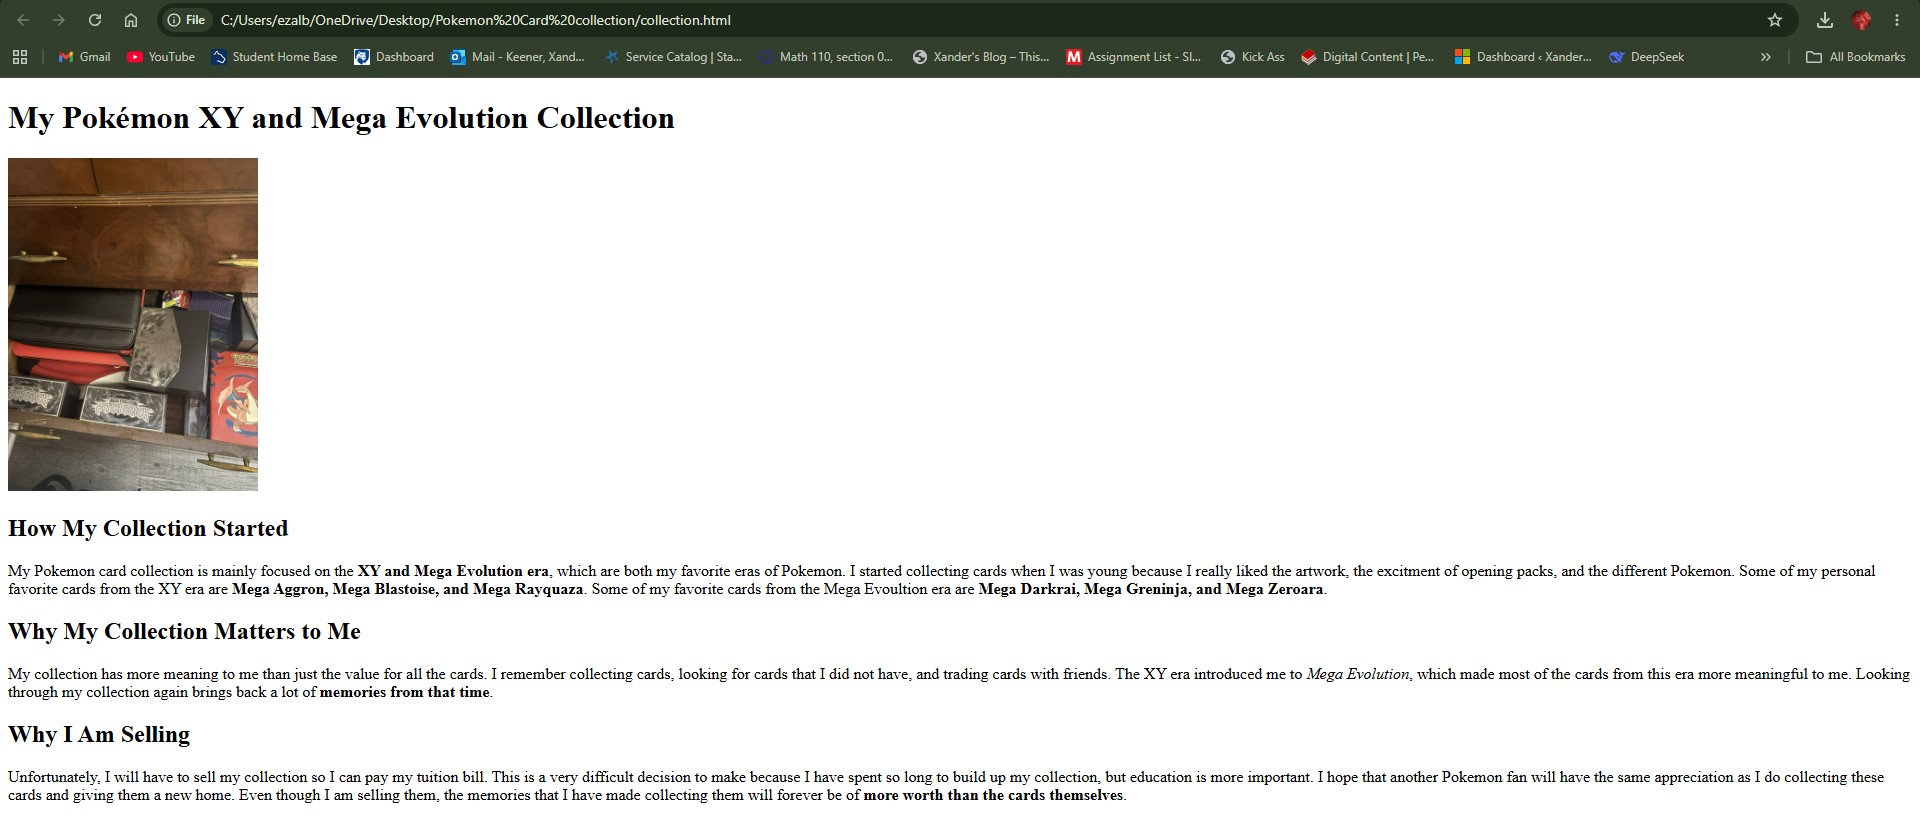 File C:/Users/ezalb/OneDrive/Desktop/Pokemon%20Card%20collection/collection.html
Gmail YouTube Student Home Base Dashboard Mail - Keener, Xand... Service Catalog | Sta... Math 110, section 0... Xander's Blog – This... Assignment List - Sl... Kick Ass Digital Content | Pe... Dashboard ‹ Xander... DeepSeek » All Bookmarks
My Pokémon XY and Mega Evolution Collection
How My Collection Started
My Pokemon card collection is mainly focused on the XY and Mega Evolution era, which are both my favorite eras of Pokemon. I started collecting cards when I was young because I really liked the artwork, the excitment of opening packs, and the different Pokemon. Some of my personal
favorite cards from the XY era are Mega Aggron, Mega Blastoise, and Mega Rayquaza. Some of my favorite cards from the Mega Evoultion era are Mega Darkrai, Mega Greninja, and Mega Zeroara.
Why My Collection Matters to Me
My collection has more meaning to me than just the value for all the cards. I remember collecting cards, looking for cards that I did not have, and trading cards with friends. The XY era introduced me to Mega Evolution, which made most of the cards from this era more meaningful to me. Looking
through my collection again brings back a lot of memories from that time.
Why I Am Selling
Unfortunately, I will have to sell my collection so I can pay my tuition bill. This is a very difficult decision to make because I have spent so long to build up my collection, but education is more important. I hope that another Pokemon fan will have the same appreciation as I do collecting these
cards and giving them a new home. Even though I am selling them, the memories that I have made collecting them will forever be of more worth than the cards themselves.